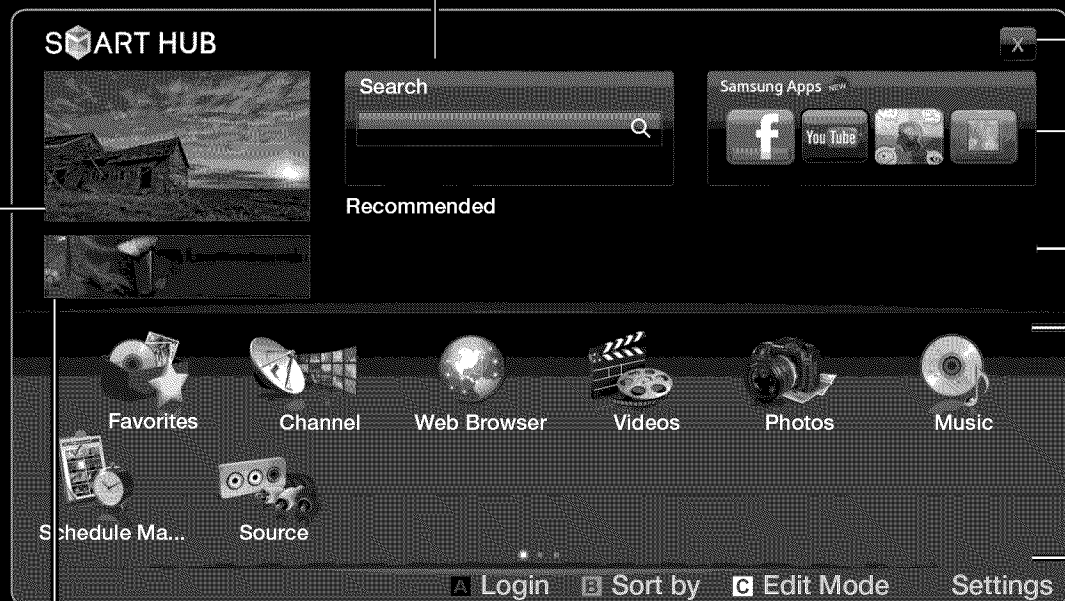 SMART HUB
X
Search
Samsung Apps NEW
f
You Tube
Recommended
Favorites
Channel
Web Browser
Videos
Photos
Music
Schedule Ma...
Source
A Login B Sort by C Edit Mode Settings